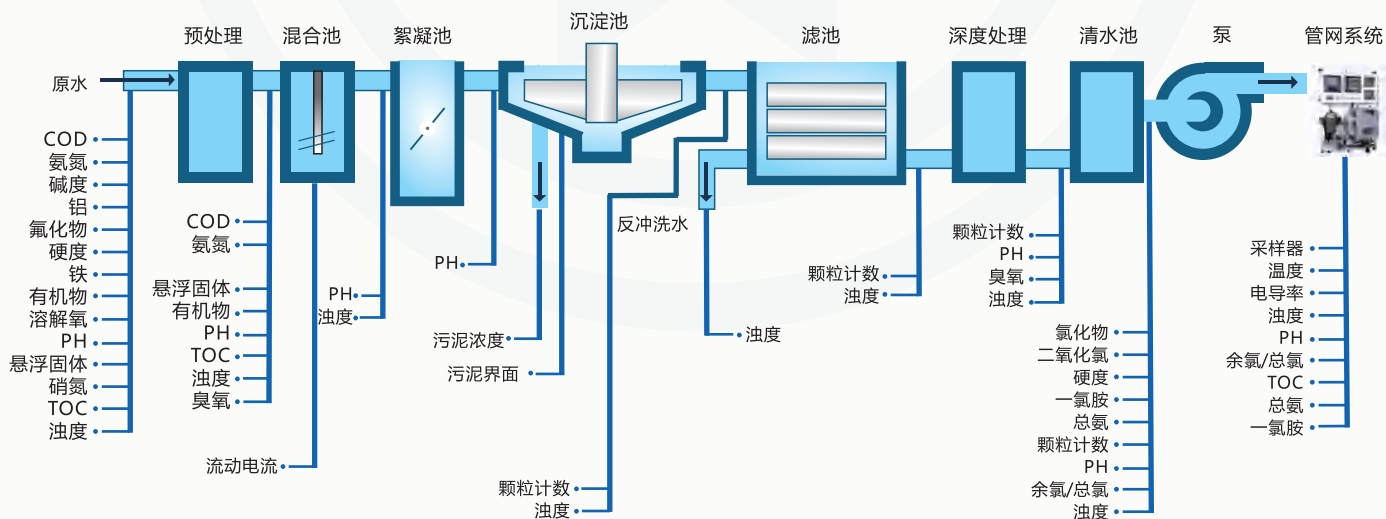 预处理
混合池
絮凝池
沉淀池
滤池
深度处理
清水池
泵
管网系统
原水
COD
氨氮
碱度
铝
氟化物
硬度
铁
有机物
溶解氧
PH
悬浮固体
硝氮
TOC
浊度
COD
氨氮
悬浮固体
有机物
PH
TOC
浊度
臭氧
流动电流
PH
浊度
PH
污泥浓度
污泥界面
反冲洗水
颗粒计数
浊度
浊度
颗粒计数
浊度
颗粒计数
PH
臭氧
浊度
氯化物
二氧化氯
硬度
一氯胺
总氨
颗粒计数
PH
余氯/总氯
浊度
采样器
温度
电导率
浊度
PH
余氯/总氯
TOC
总氨
一氯胺